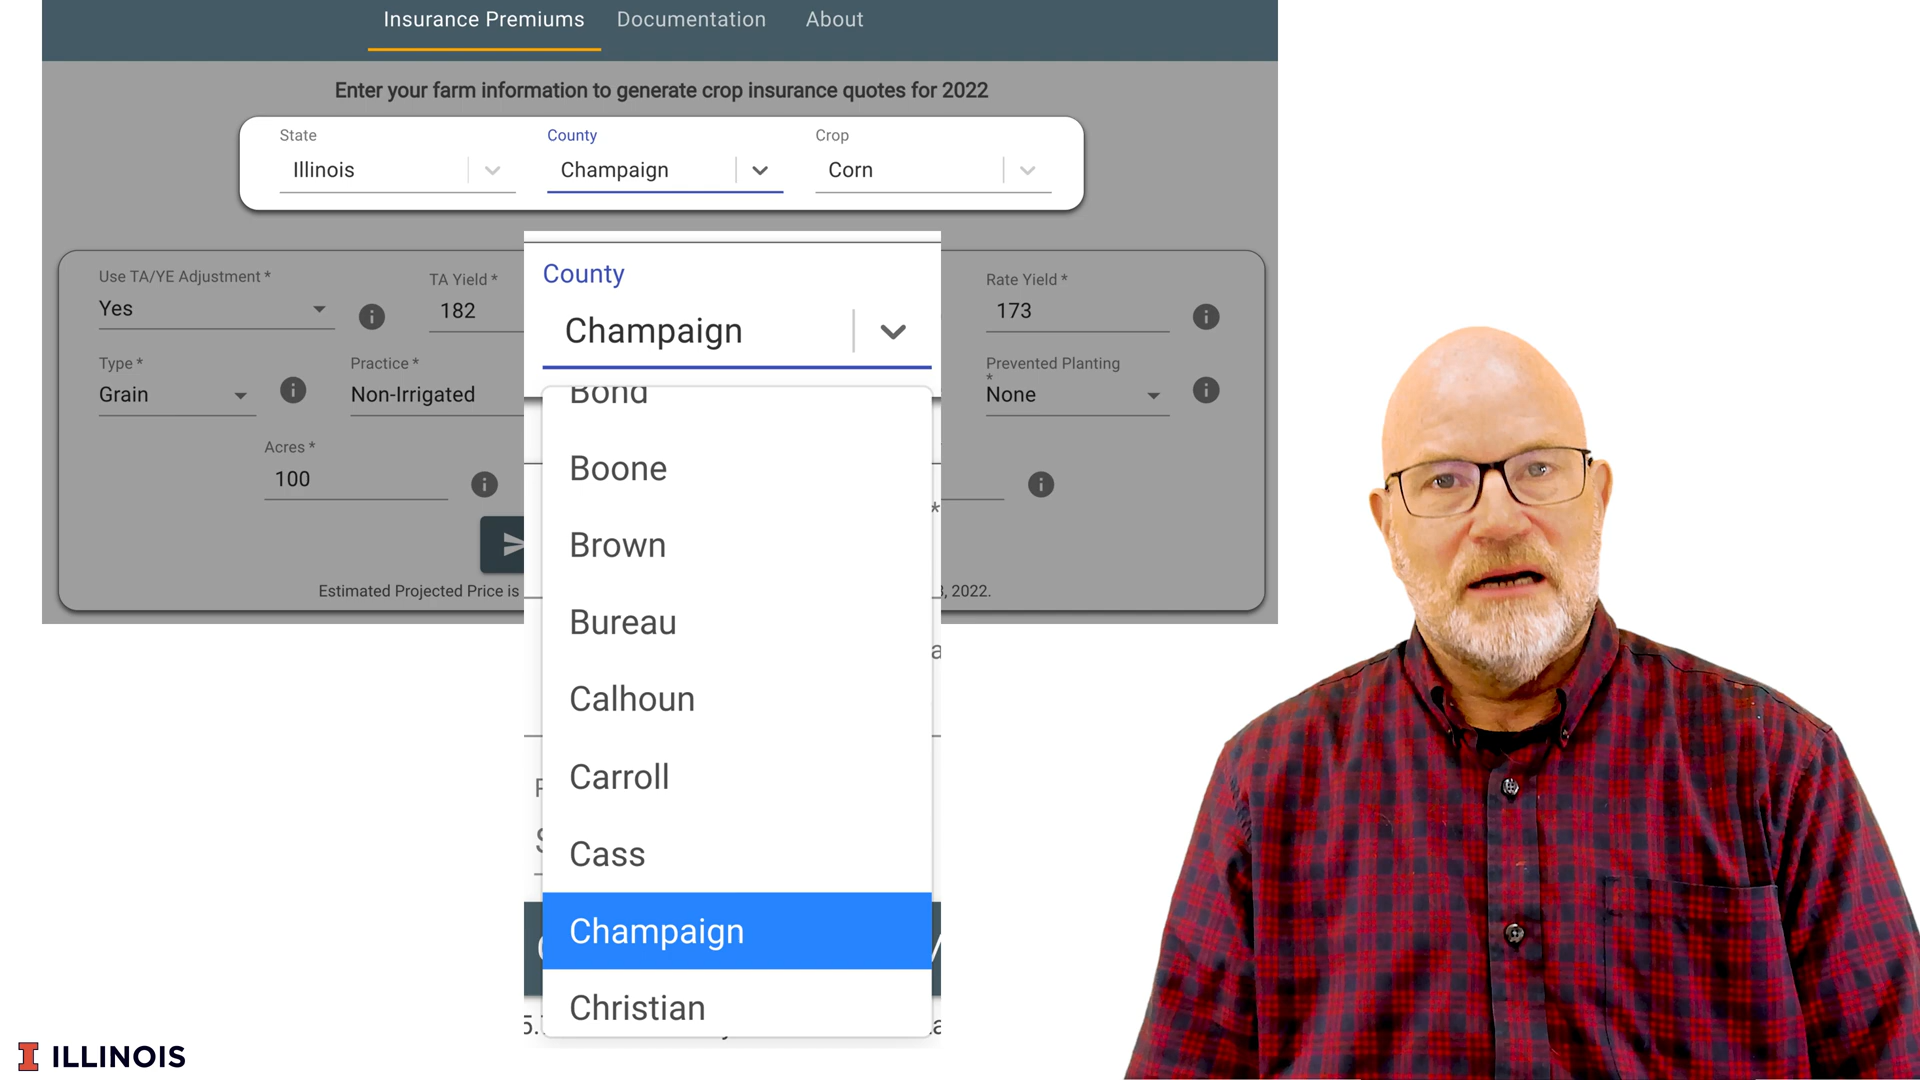 Insurance Premiums Documentation About
Enter your farm information to generate crop insurance quotes for 2022
State County Crop
Illinois Champaign Corn
Use TA/YE Adjustment * TA Yield * Rate Yield *
Yes 182 173
Type * Practice * Prevented Planting *
Grain Non-Irrigated None
Acres *
100
*
Estimated Projected Price is , 2022.
County
Champaign
Bond
Boone
Brown
Bureau
Calhoun
Carroll
Cass
Champaign
Christian
5.
ILLINOIS